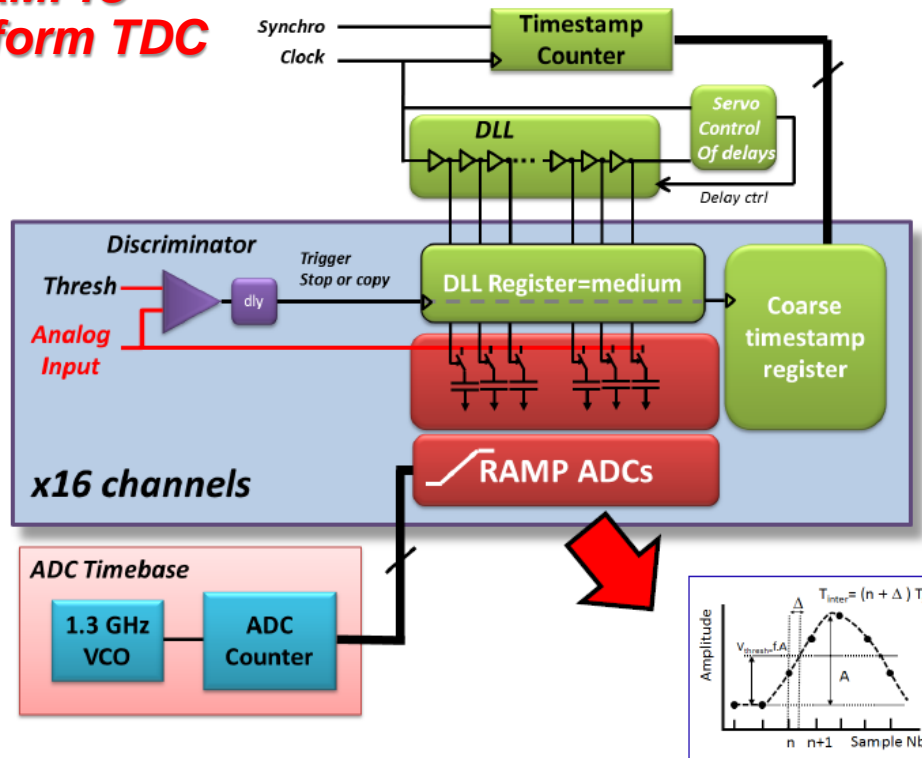 form TDC
Synchro
Clock
Timestamp
Counter
DLL
Servo
Control
Of delays
Delay ctrl
Discriminator
Thresh
Analog
Input
dly
Trigger
Stop or copy
DLL Register=medium
Coarse
timestamp
register
RAMP ADCs
x16 channels
ADC Timebase
1.3 GHz
VCO
ADC
Counter
Tinter= (n + Δ) T
Δ
Amplitude
Vthresh=f.A
A
n n+1 Sample Nb